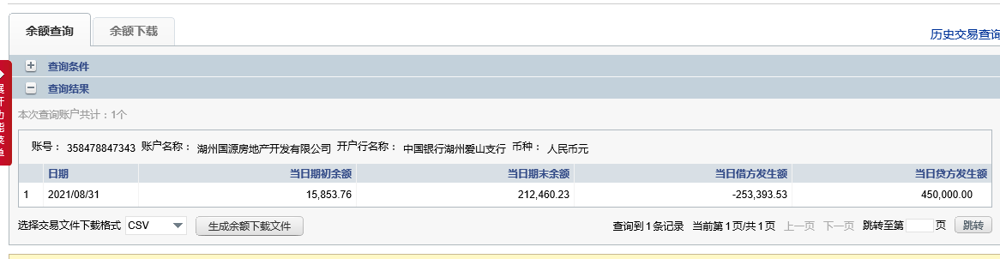 余额查询 余额下载
历史交易查询
查询条件
查询结果
展开功能菜单
本次查询账户共计：1个
账号： 358478847343 账户名称： 湖州国源房地产开发有限公司 开户行名称： 中国银行湖州爱山支行 币种： 人民币元
日期 当日期初余额 当日期末余额 当日借方发生额 当日贷方发生额
1 2021/08/31 15,853.76 212,460.23 -253,393.53 450,000.00
选择交易文件下载格式 CSV 生成余额下载文件 查询到 1 条记录 当前第 1 页/共 1 页 上一页 下一页 跳转至第 页 跳转